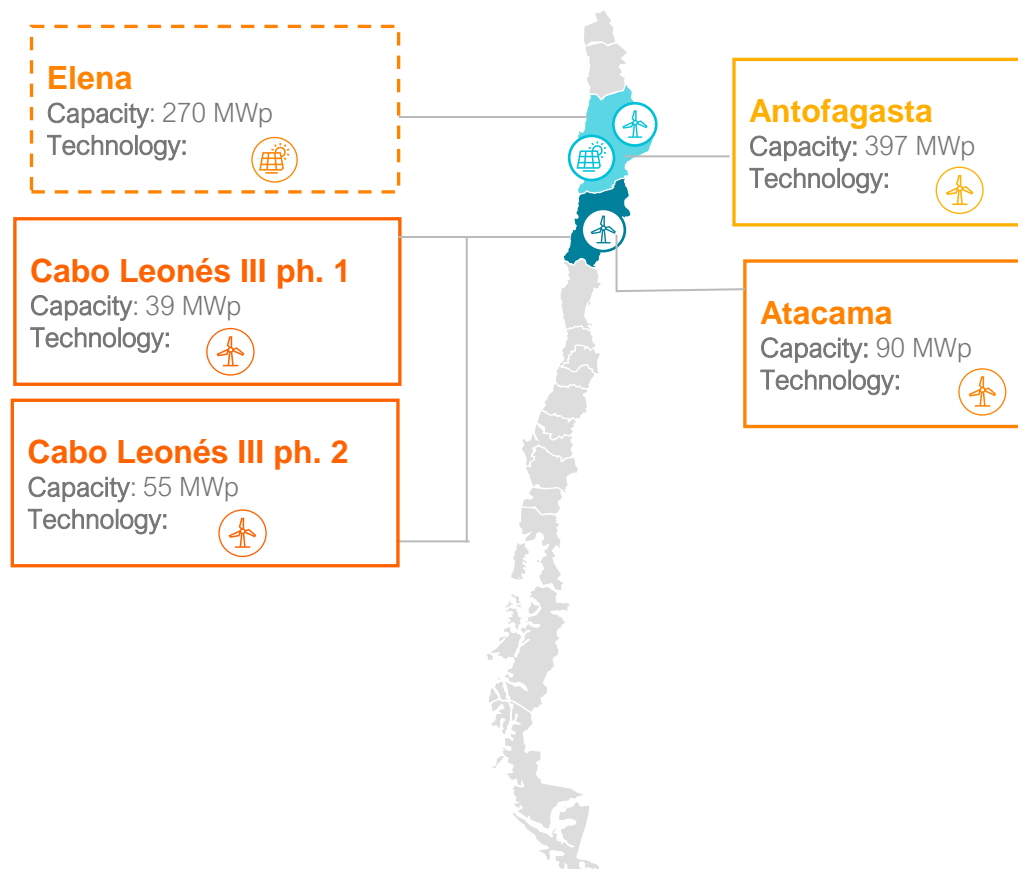 Elena
Capacity: 270 MWp
Technology:
Cabo Leonés III ph. 1
Capacity: 39 MWp
Technology:
Cabo Leonés III ph. 2
Capacity: 55 MWp
Technology:
Antofagasta
Capacity: 397 MWp
Technology:
Atacama
Capacity: 90 MWp
Technology: